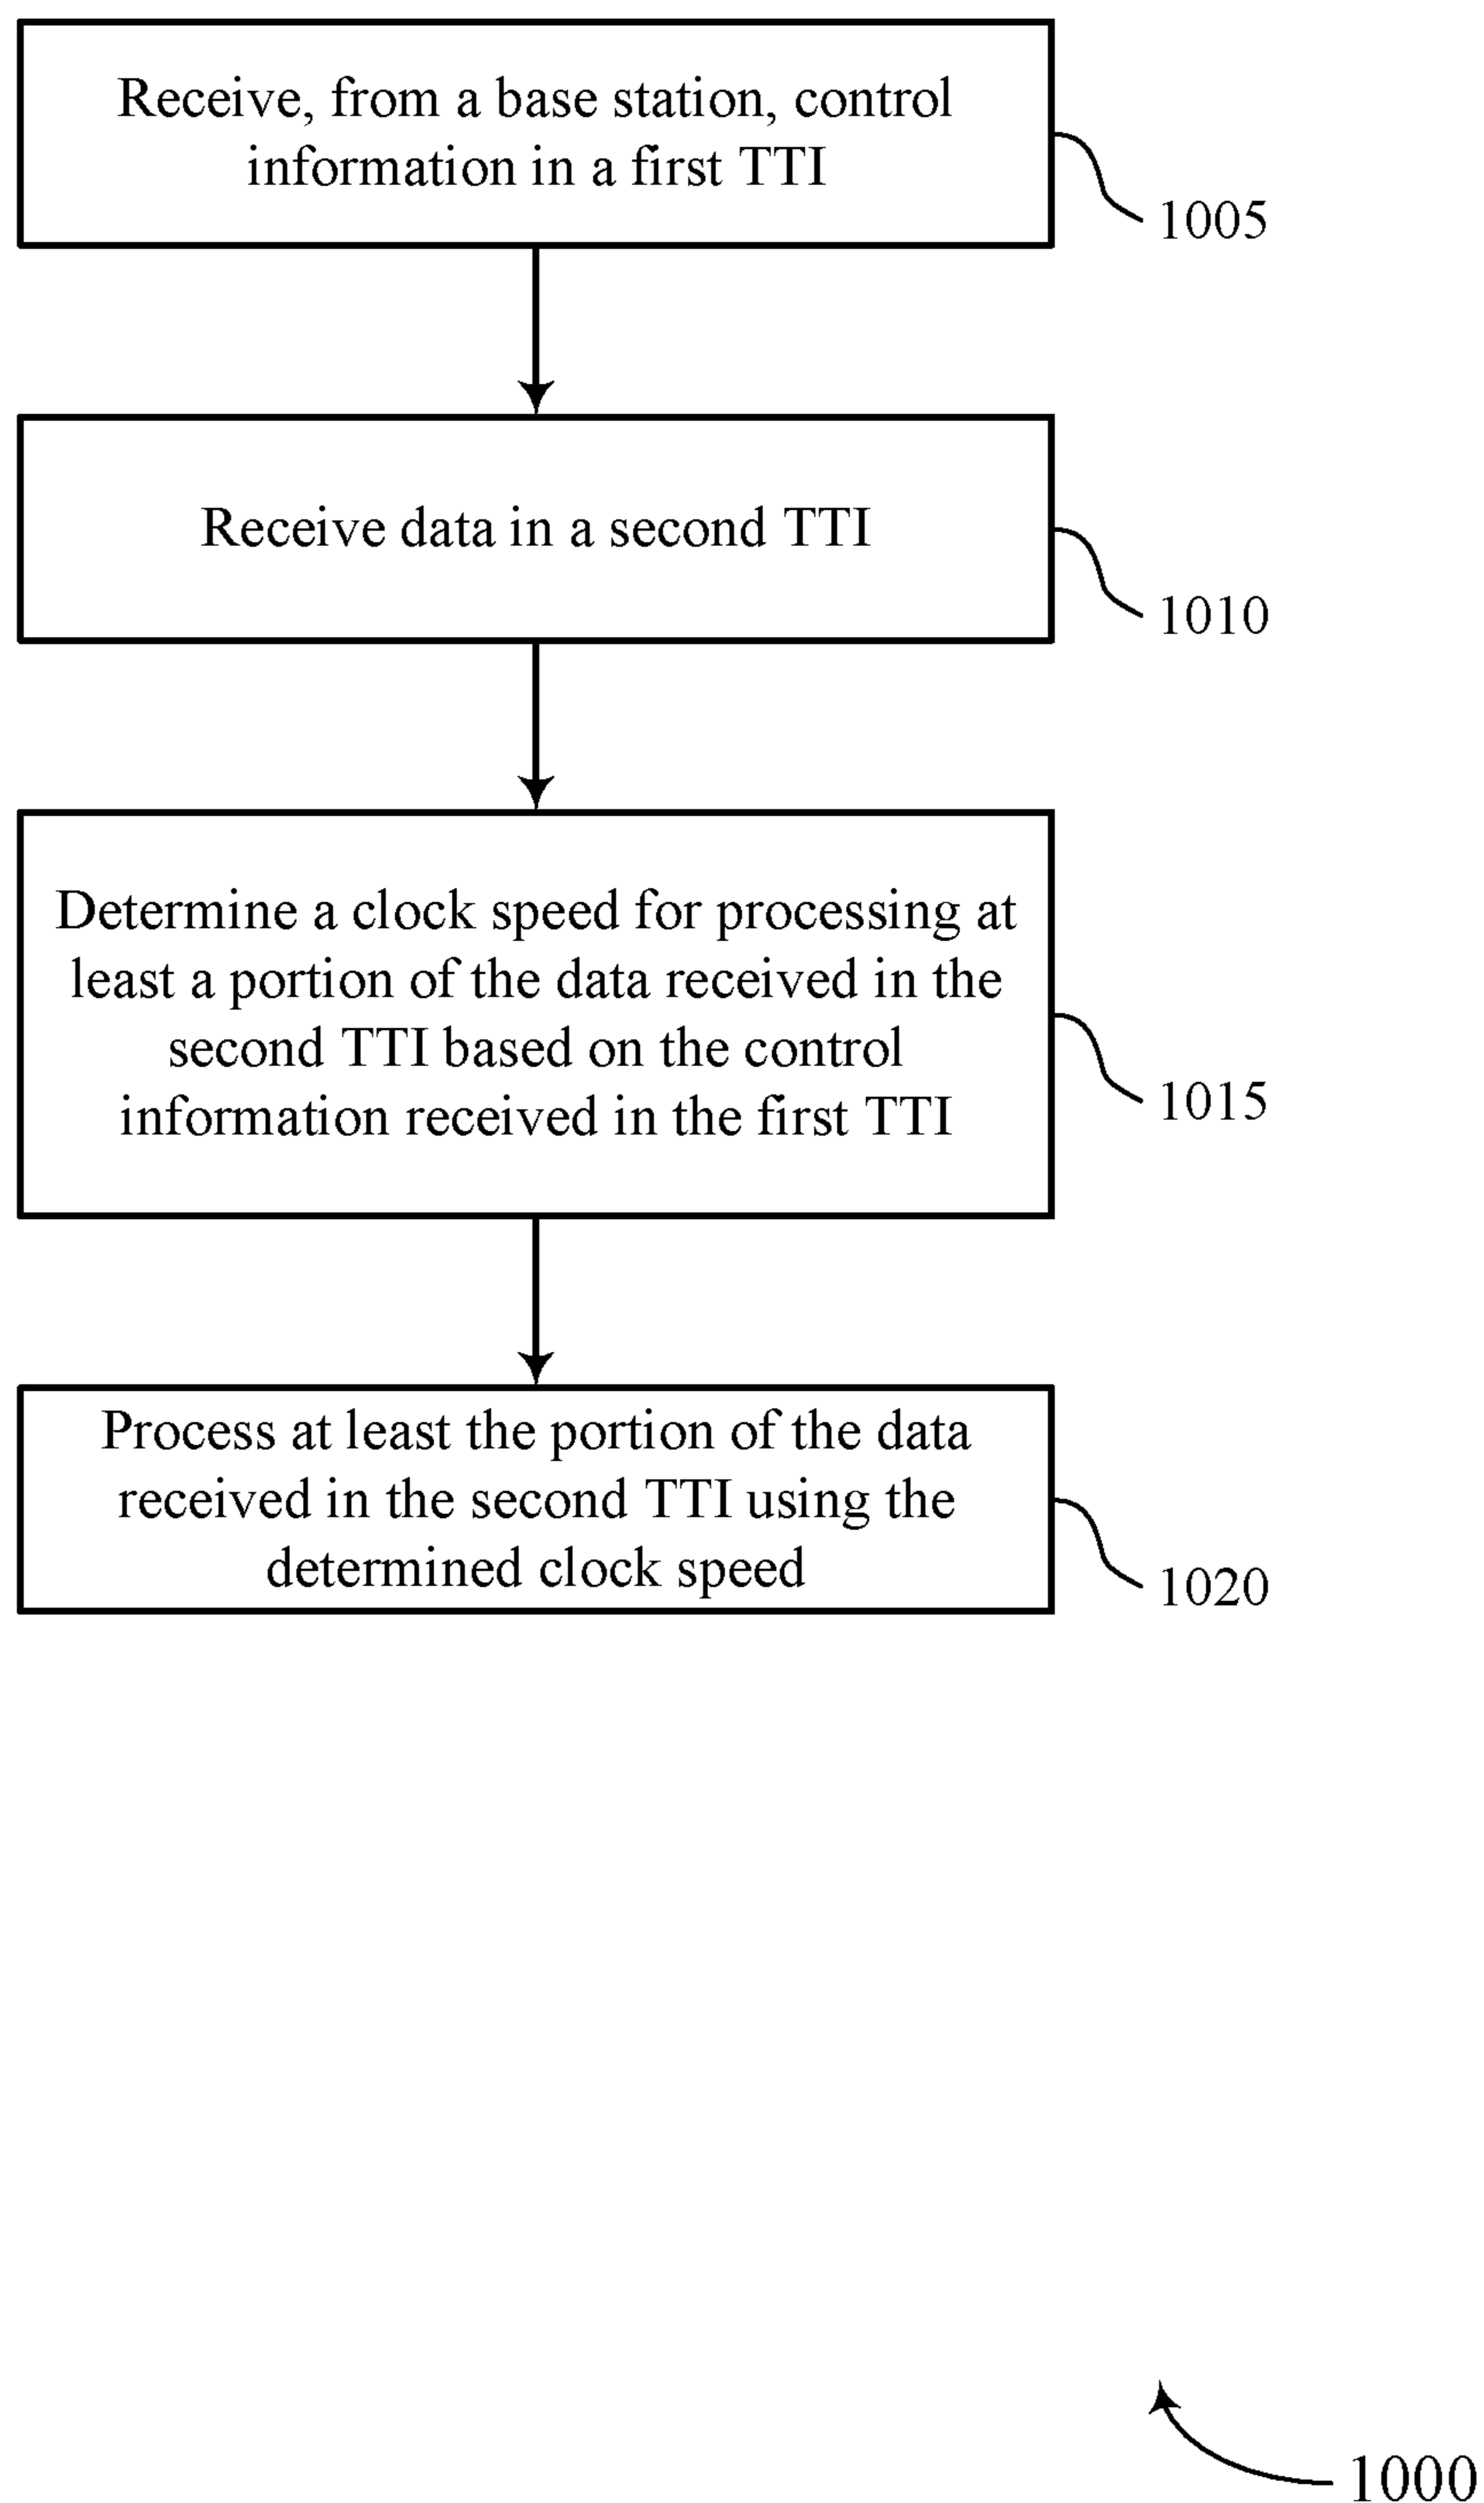 Receive, from a base station, control
information in a first TTI
1005
Receive data in a second TTI
1010
Determine a clock speed for processing at
least a portion of the data received in the
second TTI based on the control
information received in the first TTI
1015
Process at least the portion of the data
received in the second TTI using the
determined clock speed
1020
1000